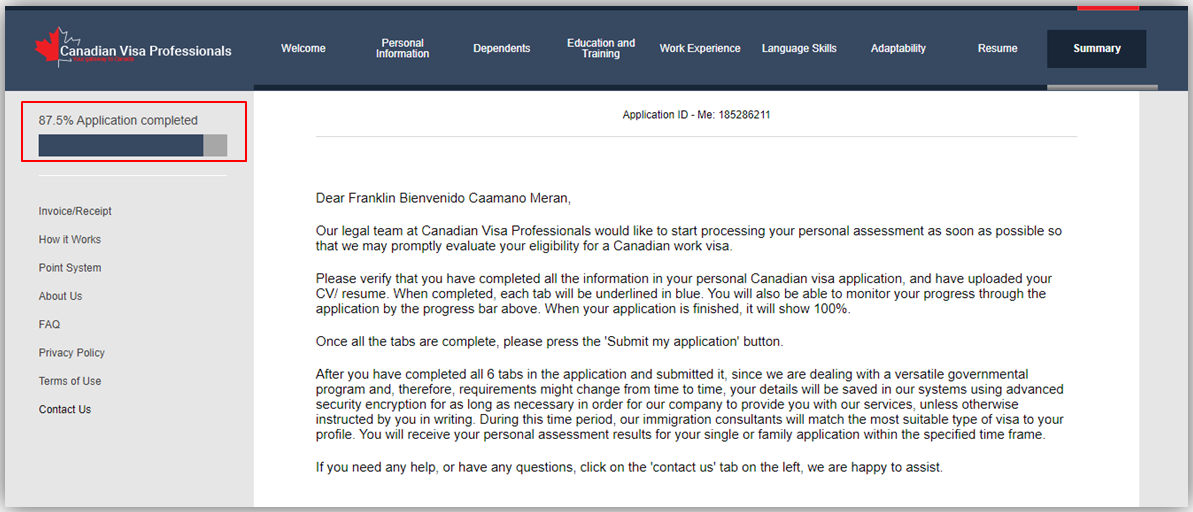 Canadian Visa Professionals
Your gateway to Canada
Welcome
Personal
Information
Dependents
Education and
Training
Work Experience
Language Skills
Adaptability
Resume
Summary
87.5% Application completed
Invoice/Receipt
How it Works
Point System
About Us
FAQ
Privacy Policy
Terms of Use
Contact Us
Application ID - Me: 185286211
Dear Franklin Bienvenido Caamano Meran,
Our legal team at Canadian Visa Professionals would like to start processing your personal assessment as soon as possible so
that we may promptly evaluate your eligibility for a Canadian work visa.
Please verify that you have completed all the information in your personal Canadian visa application, and have uploaded your
CV/ resume. When completed, each tab will be underlined in blue. You will also be able to monitor your progress through the
application by the progress bar above. When your application is finished, it will show 100%.
Once all the tabs are complete, please press the 'Submit my application' button.
After you have completed all 6 tabs in the application and submitted it, since we are dealing with a versatile governmental
program and, therefore, requirements might change from time to time, your details will be saved in our systems using advanced
security encryption for as long as necessary in order for our company to provide you with our services, unless otherwise
instructed by you in writing. During this time period, our immigration consultants will match the most suitable type of visa to your
profile. You will receive your personal assessment results for your single or family application within the specified time frame.
If you need any help, or have any questions, click on the 'contact us' tab on the left, we are happy to assist.